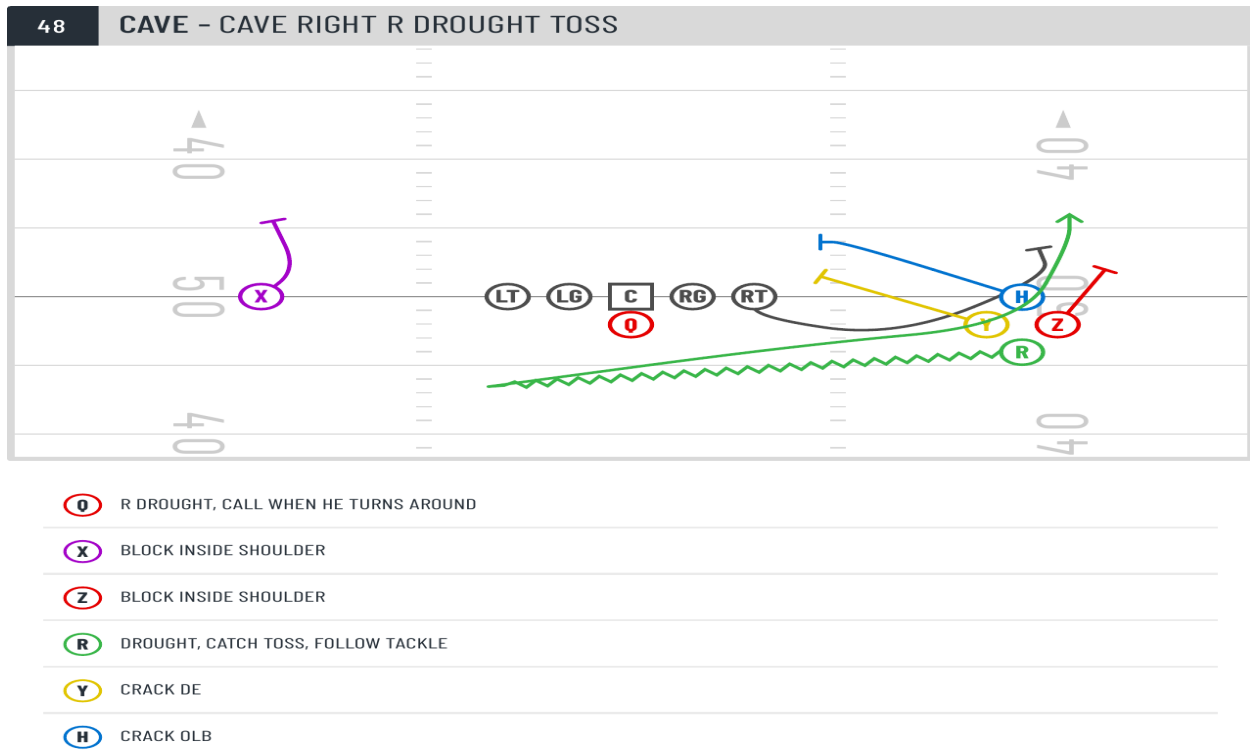 48 CAVE – CAVE RIGHT R DROUGHT TOSS
40 40
50 50
X LT LG C RG RT H
Q Y Z
R
40 40
Q R DROUGHT, CALL WHEN HE TURNS AROUND
X BLOCK INSIDE SHOULDER
Z BLOCK INSIDE SHOULDER
R DROUGHT, CATCH TOSS, FOLLOW TACKLE
Y CRACK DE
H CRACK OLB